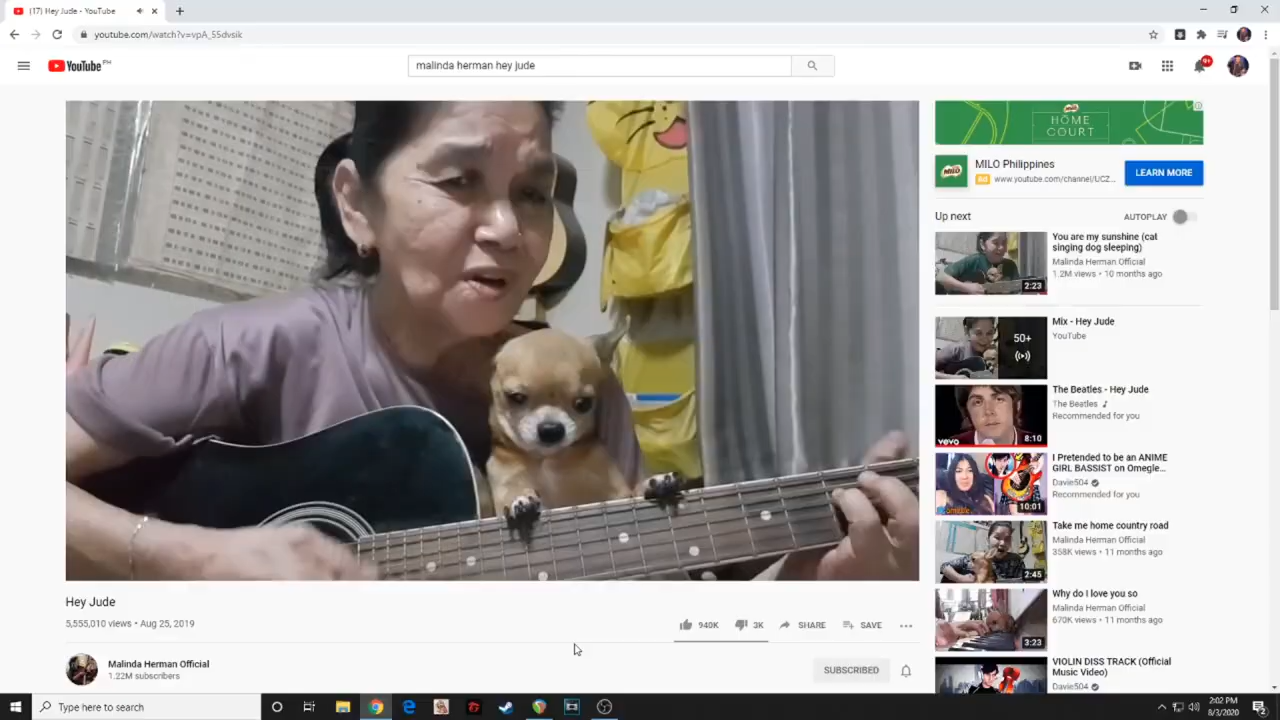 (17) Hey Jude - YouTube
youtube.com/watch?v=vpA_55dvsik
YouTube PH
malinda herman hey jude
9+
Hey Jude
5,555,010 views • Aug 25, 2019
940K
3K
SHARE
SAVE
Malinda Herman Official
1.22M subscribers
SUBSCRIBED
MILO
HOME
COURT
MILO Philippines
Ad www.youtube.com/channel/UCZ...
LEARN MORE
Up next
AUTOPLAY
You are my sunshine (cat
singing dog sleeping)
Malinda Herman Official
1.2M views • 10 months ago
2:23
Mix - Hey Jude
YouTube
50+
The Beatles - Hey Jude
The Beatles
Recommended for you
vevo
8:10
I Pretended to be an ANIME
GIRL BASSIST on Omegle...
Davie504
Recommended for you
10:01
Take me home country road
Malinda Herman Official
358K views • 11 months ago
2:45
Why do I love you so
Malinda Herman Official
670K views • 11 months ago
3:23
VIOLIN DISS TRACK (Official
Music Video)
Davie504
Type here to search
2:02 PM
8/3/2020
2